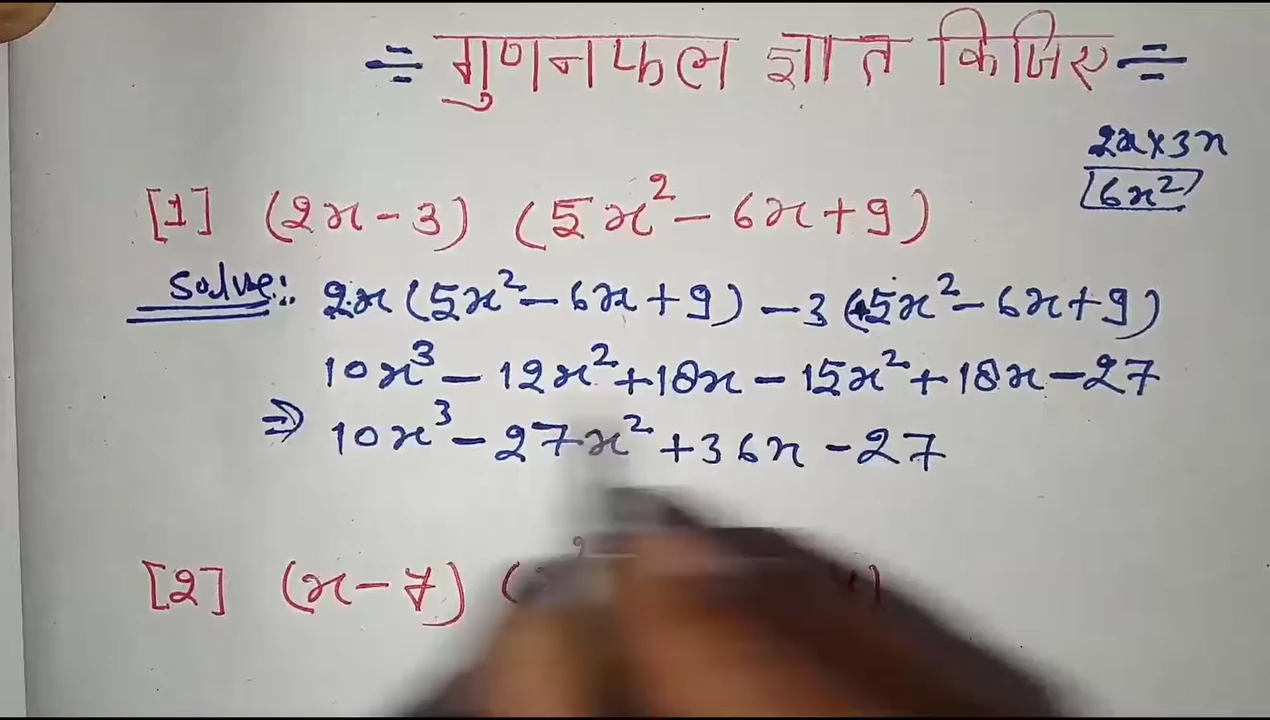 ÷ गुणनफल ज्ञात किजिए ÷
2x×3x
6x²
[1] (2x-3) (5x²-6x+9)
Solve:. 2x(5x²-6x+9)-3(5x²-6x+9)
10x³-12x²+18x-15x²+18x-27
⇒ 10x³-27x²+36x-27
[2] (x-7) (